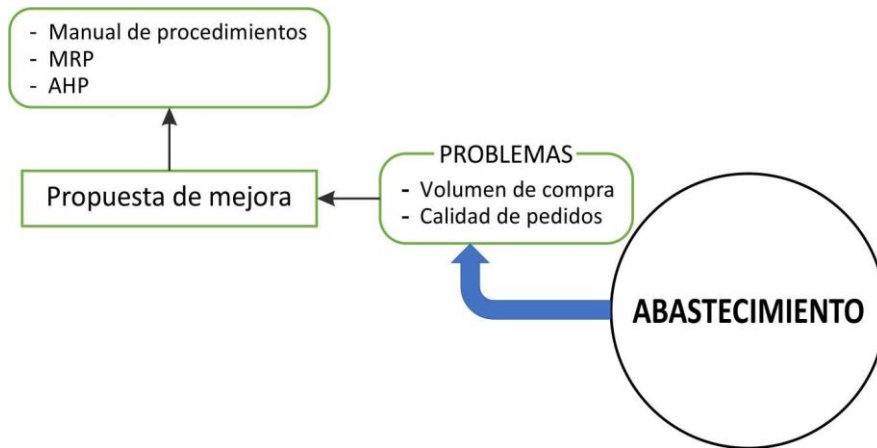 - Manual de procedimientos
- MRP
- AHP
Propuesta de mejora
PROBLEMAS
- Volumen de compra
- Calidad de pedidos
ABASTECIMIENTO